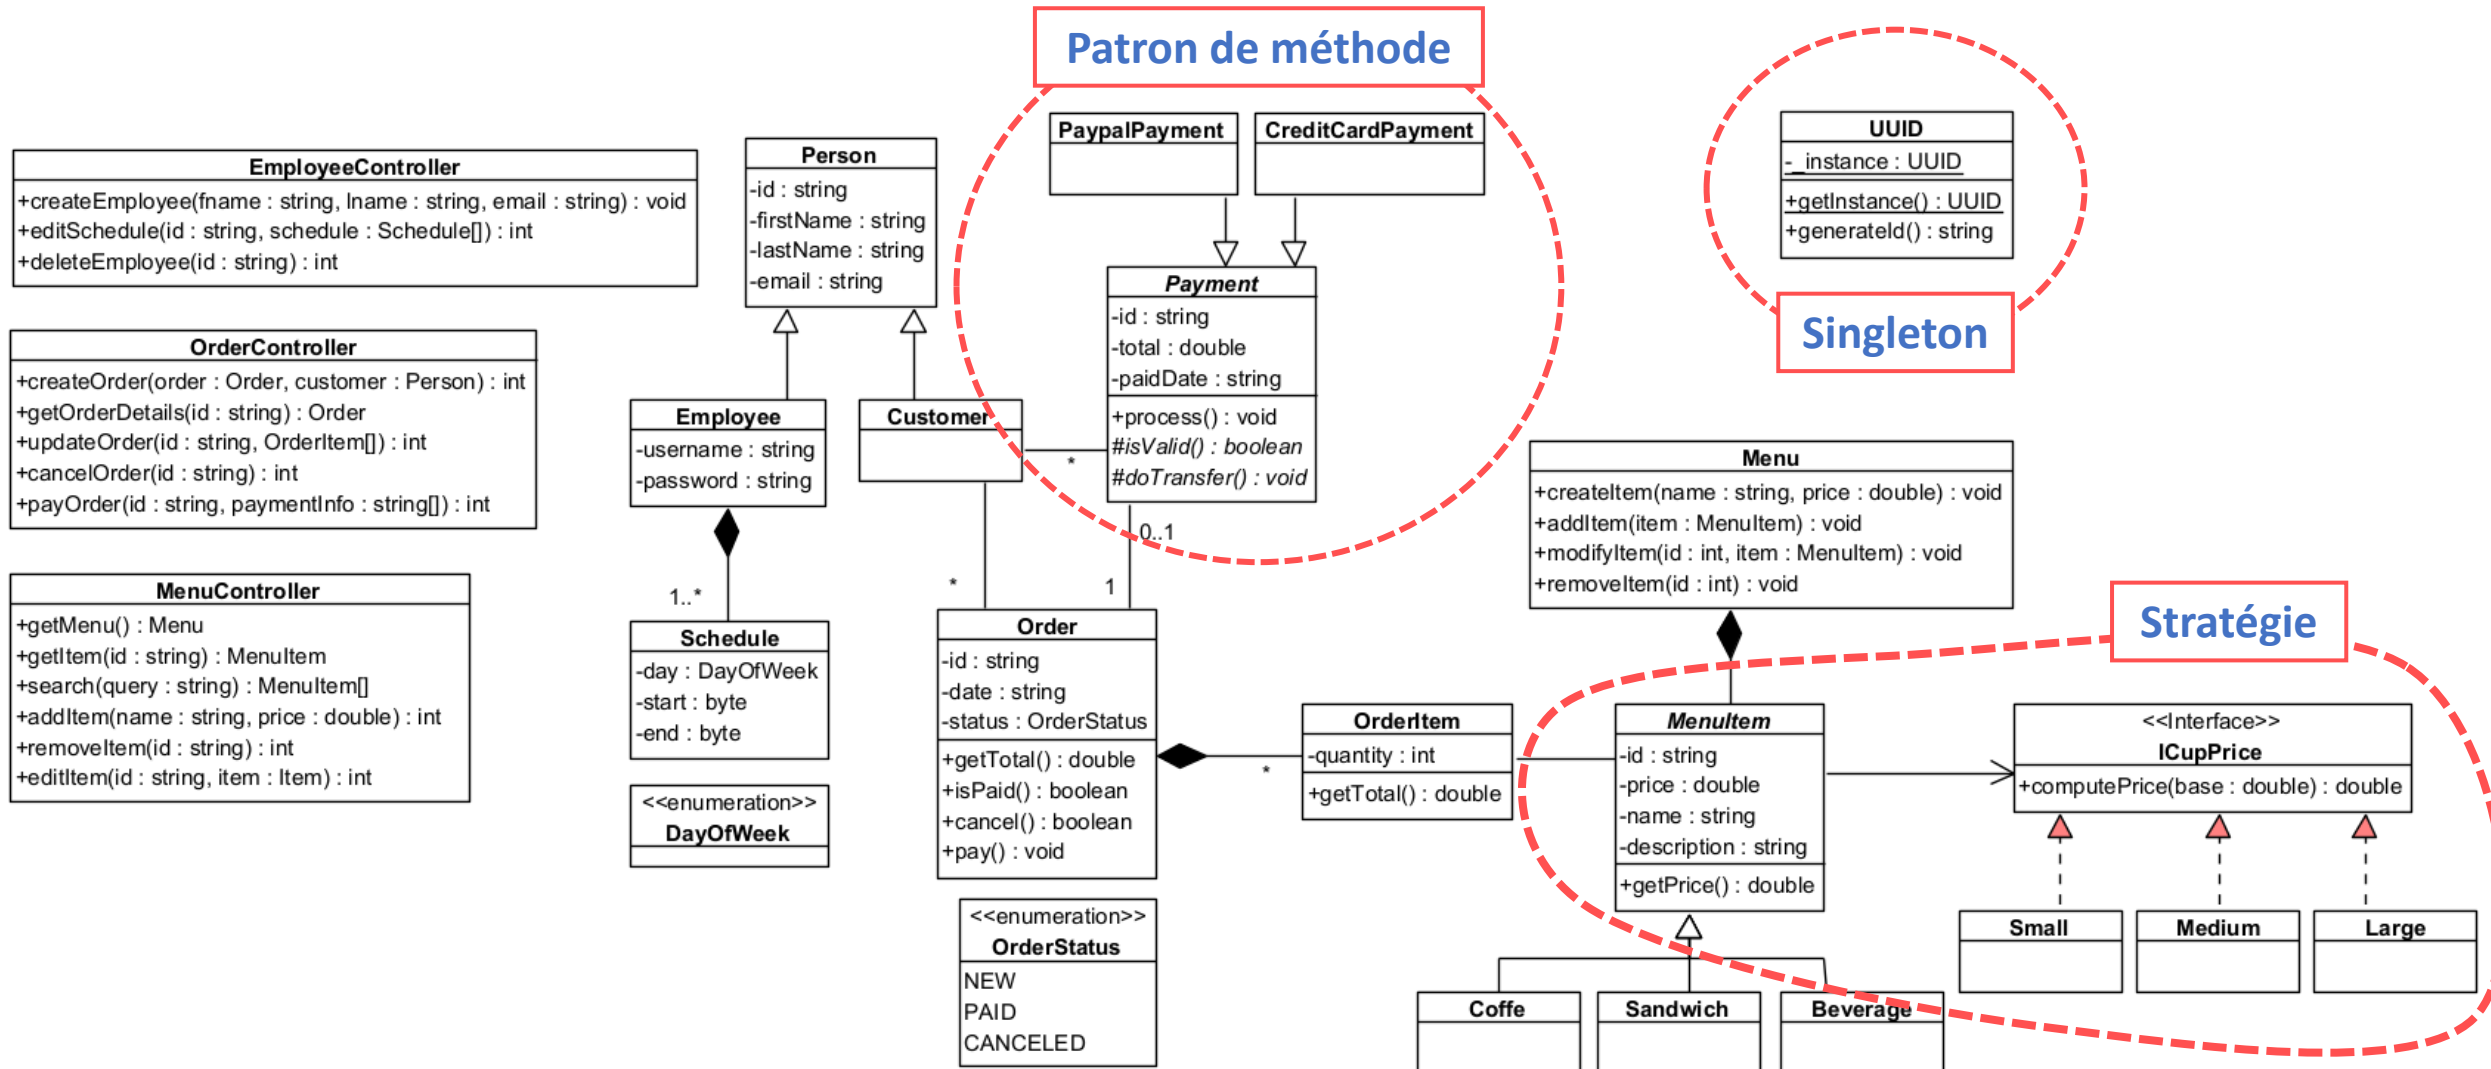 Patron de méthode
EmployeeController
+createEmployee(fname : string, lname : string, email : string) : void
+editSchedule(id : string, schedule : Schedule[]) : int
+deleteEmployee(id : string) : int
OrderController
+createOrder(order : Order, customer : Person) : int
+getOrderDetails(id : string) : Order
+updateOrder(id : string, OrderItem[]) : int
+cancelOrder(id : string) : int
+payOrder(id : string, paymentInfo : string[]) : int
MenuController
+getMenu() : Menu
+getItem(id : string) : MenuItem
+search(query : string) : MenuItem[]
+addItem(name : string, price : double) : int
+removeItem(id : string) : int
+editItem(id : string, item : Item) : int
Person
-id : string
-firstName : string
-lastName : string
-email : string
Employee
-username : string
-password : string
Customer
1..*
Schedule
-day : DayOfWeek
-start : byte
-end : byte
<<enumeration>>
DayOfWeek
PaypalPayment
CreditCardPayment
Payment
-id : string
-total : double
-paidDate : string
+process() : void
#isValid() : boolean
#doTransfer() : void
*
0..1
*
1
Order
-id : string
-date : string
-status : OrderStatus
+getTotal() : double
+isPaid() : boolean
+cancel() : boolean
+pay() : void
<<enumeration>>
OrderStatus
NEW
PAID
CANCELED
*
OrderItem
-quantity : int
+getTotal() : double
UUID
-_instance : UUID
+getInstance() : UUID
+generateId() : string
Singleton
Menu
+createItem(name : string, price : double) : void
+addItem(item : MenuItem) : void
+modifyItem(id : int, item : MenuItem) : void
+removeItem(id : int) : void
Stratégie
MenuItem
-id : string
-price : double
-name : string
-description : string
+getPrice() : double
<<Interface>>
ICupPrice
+computePrice(base : double) : double
Small
Medium
Large
Coffe
Sandwich
Beverage